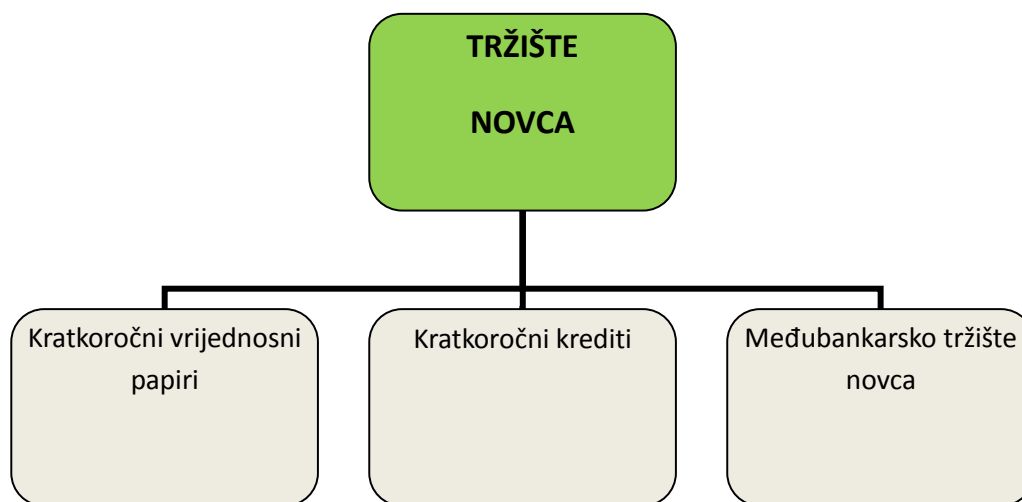 TRŽIŠTE
NOVCA
Kratkoročni vrijednosni
papiri
Kratkoročni krediti
Međubankarsko tržište
novca